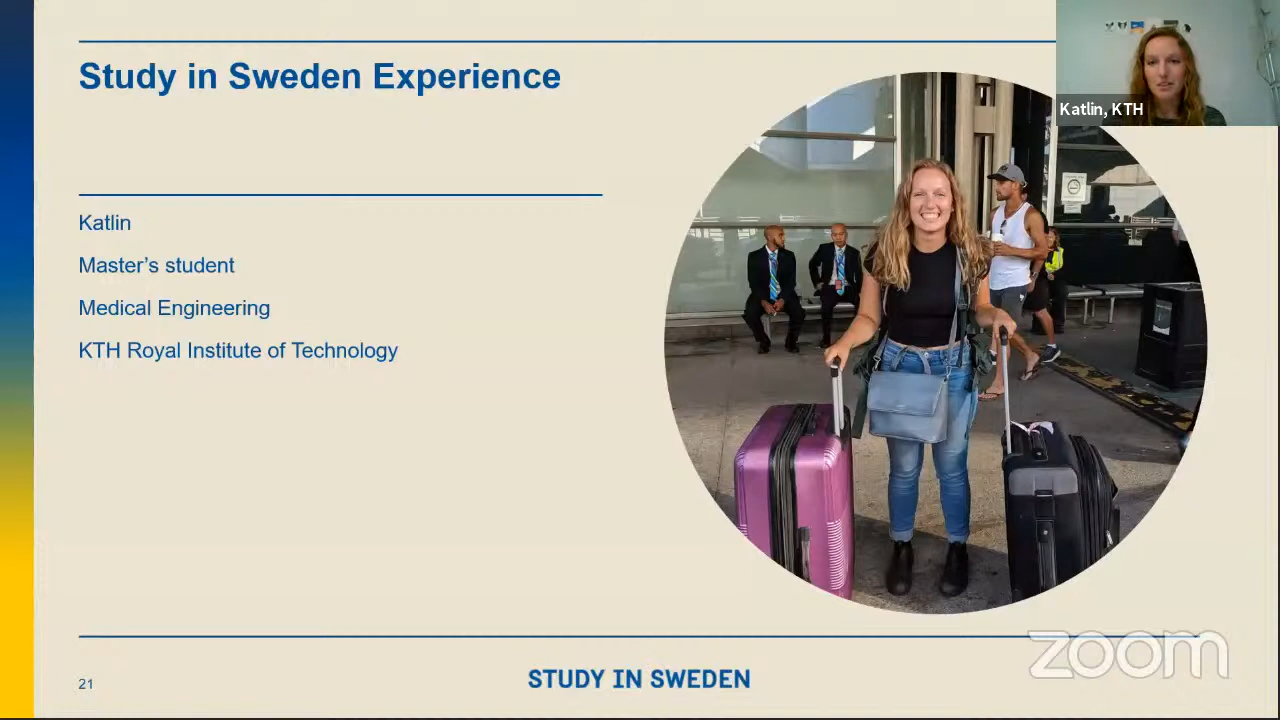 Study in Sweden Experience
Katlin, KTH
Katlin
Master’s student
Medical Engineering
KTH Royal Institute of Technology
21
STUDY IN SWEDEN
zoom